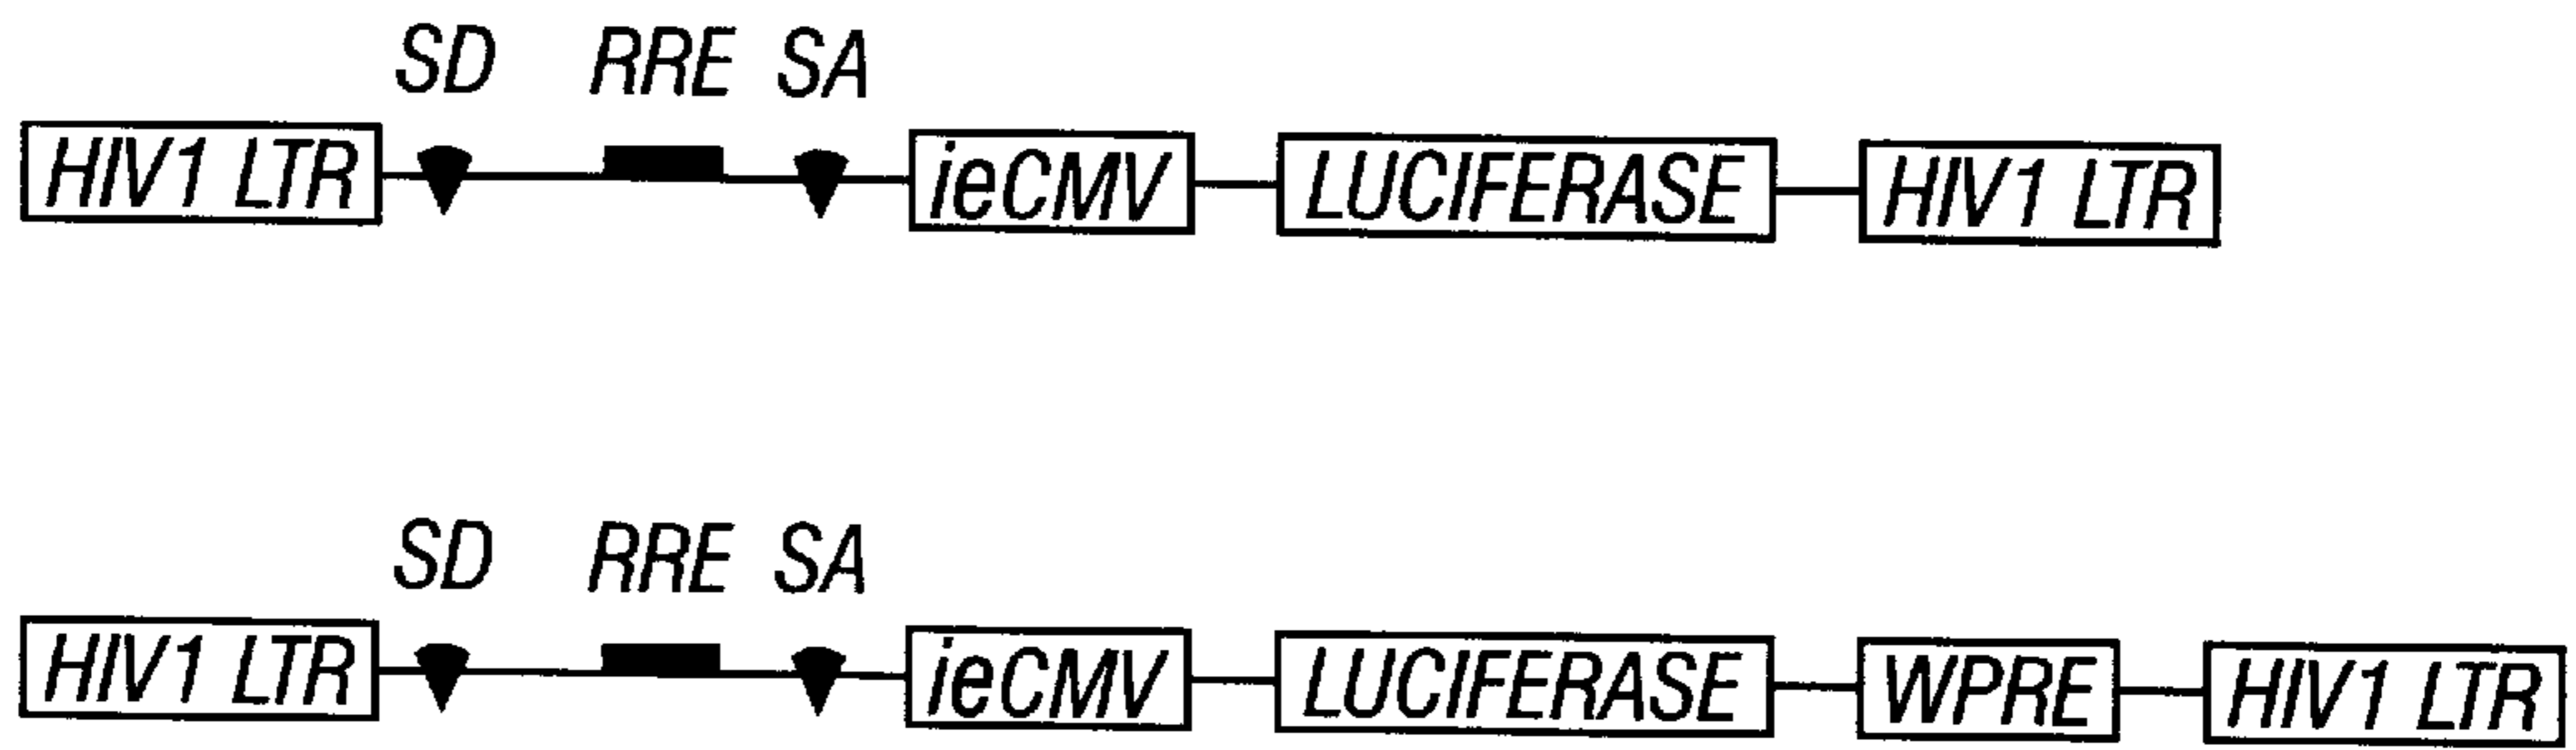 SD RRE SA
HIV1 LTR ieCMV LUCIFERASE HIV1 LTR
SD RRE SA
HIV1 LTR ieCMV LUCIFERASE WPRE HIV1 LTR